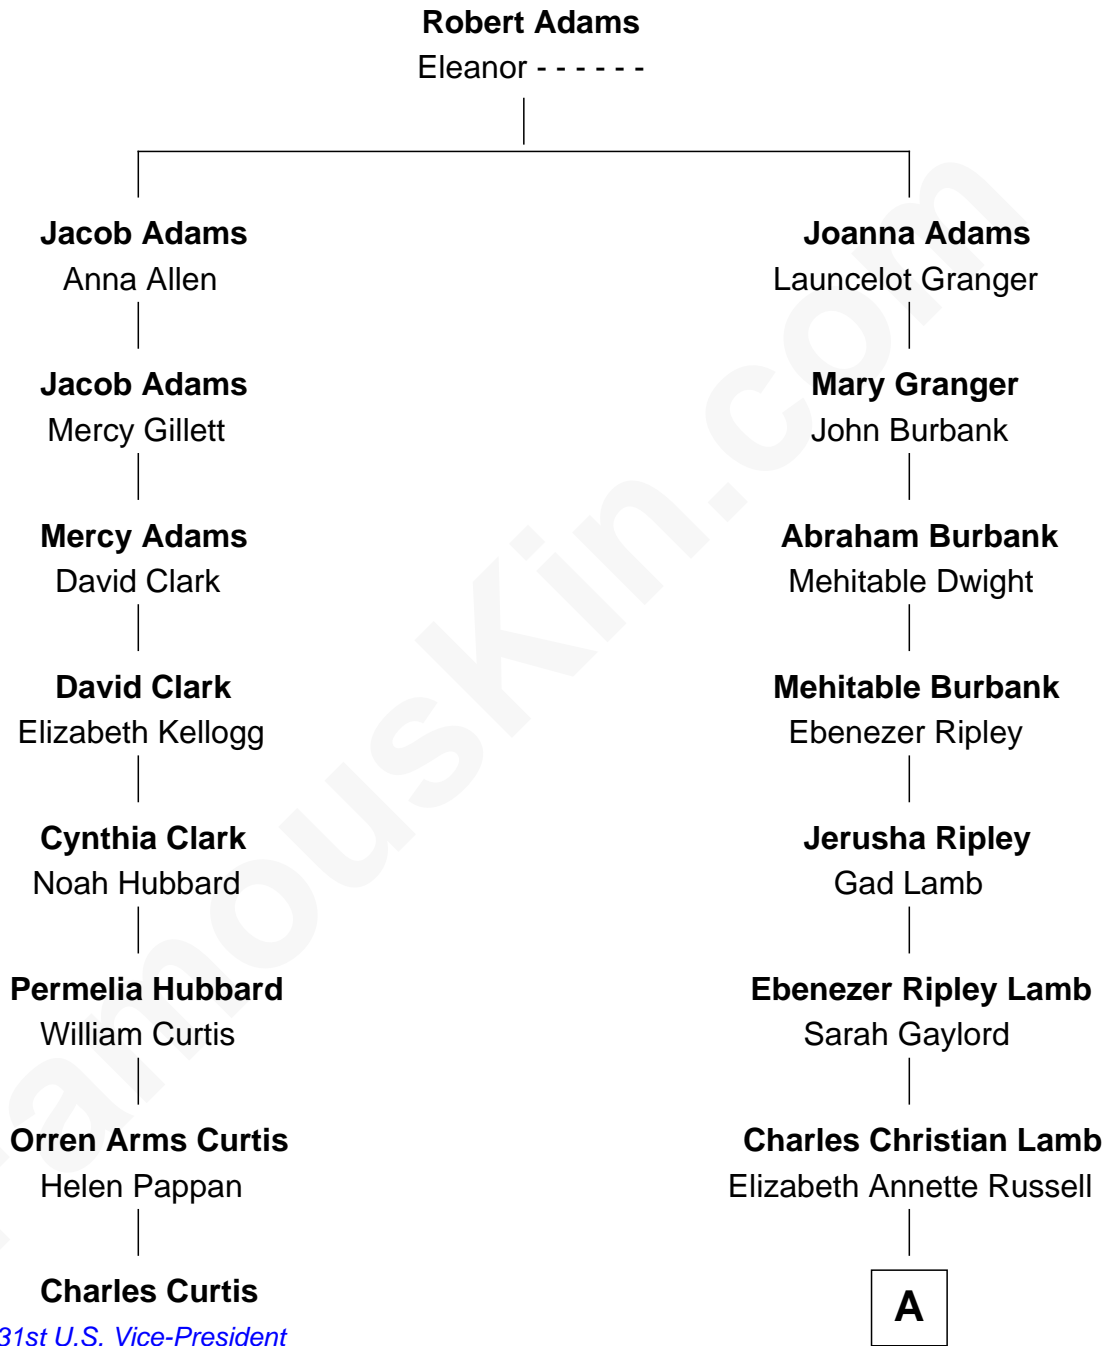 Robert Adams
Eleanor - - - - - -
Jacob Adams
Anna Allen
Jacob Adams
Mercy Gillett
Mercy Adams
David Clark
David Clark
Elizabeth Kellogg
Cynthia Clark
Noah Hubbard
Permelia Hubbard
William Curtis
Orren Arms Curtis
Helen Pappan
Charles Curtis
31st U.S. Vice-President
Joanna Adams
Launcelot Granger
Mary Granger
John Burbank
Abraham Burbank
Mehitable Dwight
Mehitable Burbank
Ebenezer Ripley
Jerusha Ripley
Gad Lamb
Ebenezer Ripley Lamb
Sarah Gaylord
Charles Christian Lamb
Elizabeth Annette Russell
A
FamousKin.com